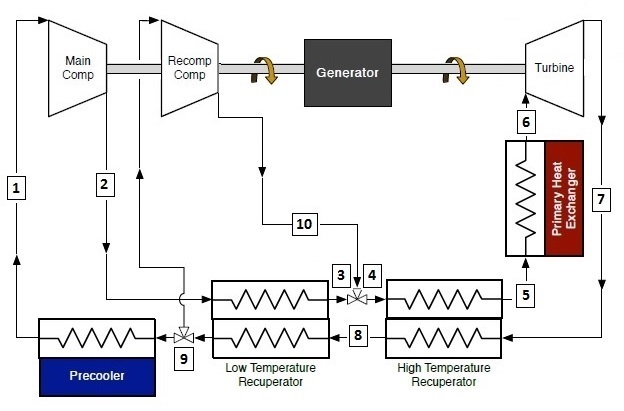 Main
Comp
Recomp
Comp
Generator
Turbine
6
Primary Heat
Exchanger
1
2
7
10
3
4
5
8
9
Low Temperature
Recuperator
High Temperature
Recuperator
Precooler